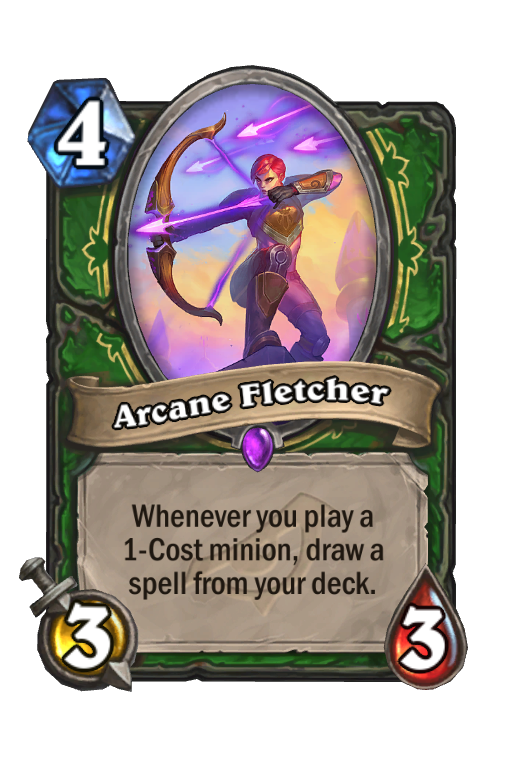 4
Arcane Fletcher
Whenever you play a
1-Cost minion, draw a
spell from your deck.
3
3